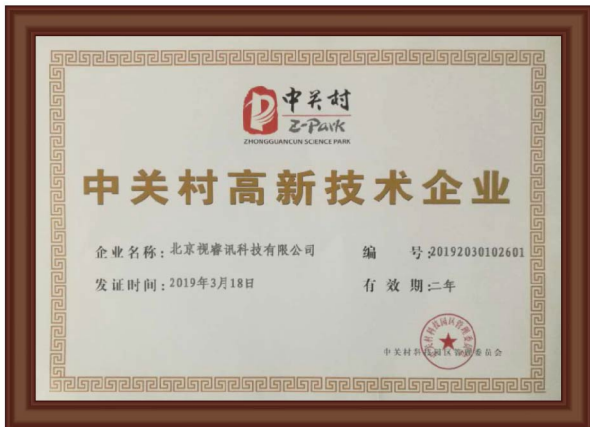 中关村
Z-Park
ZHONGGUANCUN SCIENCE PARK
中关村高新技术企业
企业名称:北京视睿讯科技有限公司
编 号:20192030102601
发证时间:2019年3月18日
有 效 期:二年
中关村科技园区管理委员会